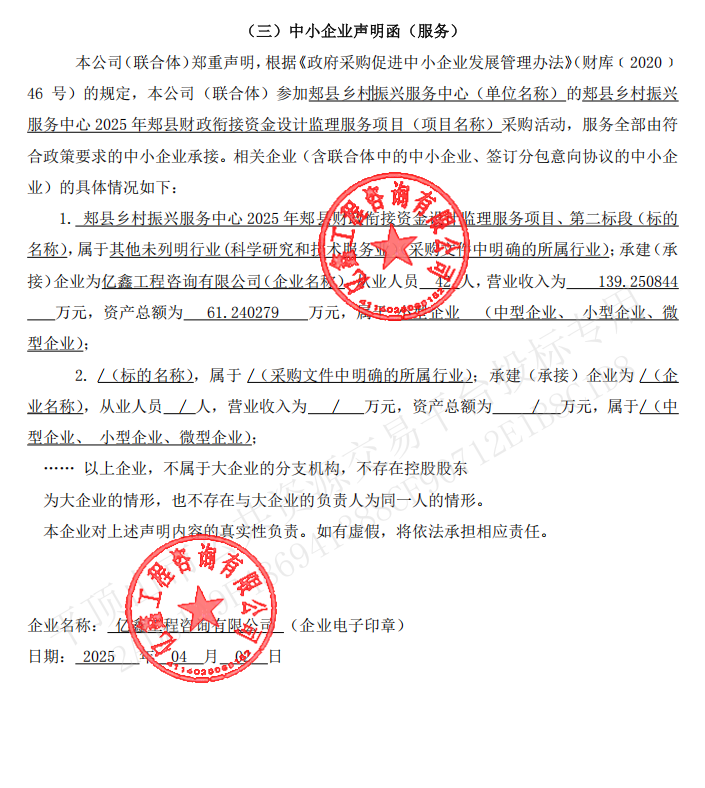 （三）中小企业声明函（服务）
本公司（联合体）郑重声明，根据《政府采购促进中小企业发展管理办法》（财库﹝2020﹞
46 号）的规定，本公司（联合体）参加郏县乡村振兴服务中心（单位名称）的郏县乡村振兴
服务中心 2025 年郏县财政衔接资金设计监理服务项目（项目名称）采购活动，服务全部由符
合政策要求的中小企业承接。相关企业（含联合体中的中小企业、签订分包意向协议的中小企
业）的具体情况如下：
1. 郏县乡村振兴服务中心 2025 年郏县财政衔接资金设计监理服务项目、第二标段（标的
名称），属于其他未列明行业(科学研究和技术服务业)（采购文件中明确的所属行业）；承建（承
接）企业为亿鑫工程咨询有限公司（企业名称），从业人员 42 人，营业收入为 139.250844
万元，资产总额为 61.240279 万元，属于 型企业 （中型企业、小型企业、微
型企业）；
2. /（标的名称），属于 /（采购文件中明确的所属行业）；承建（承接）企业为 /（企
业名称），从业人员 / 人，营业收入为 / 万元，资产总额为 / 万元，属于/（中
型企业、 小型企业、微型企业）；
…… 以上企业，不属于大企业的分支机构，不存在控股股东
为大企业的情形，也不存在与大企业的负责人为同一人的情形。
本企业对上述声明内容的真实性负责。如有虚假，将依法承担相应责任。
企业名称： 亿鑫工程咨询有限公司 （企业电子印章）
日期： 2025 年 04 月 日
亿鑫工程咨询有限公司
亿鑫工程咨询有限公司